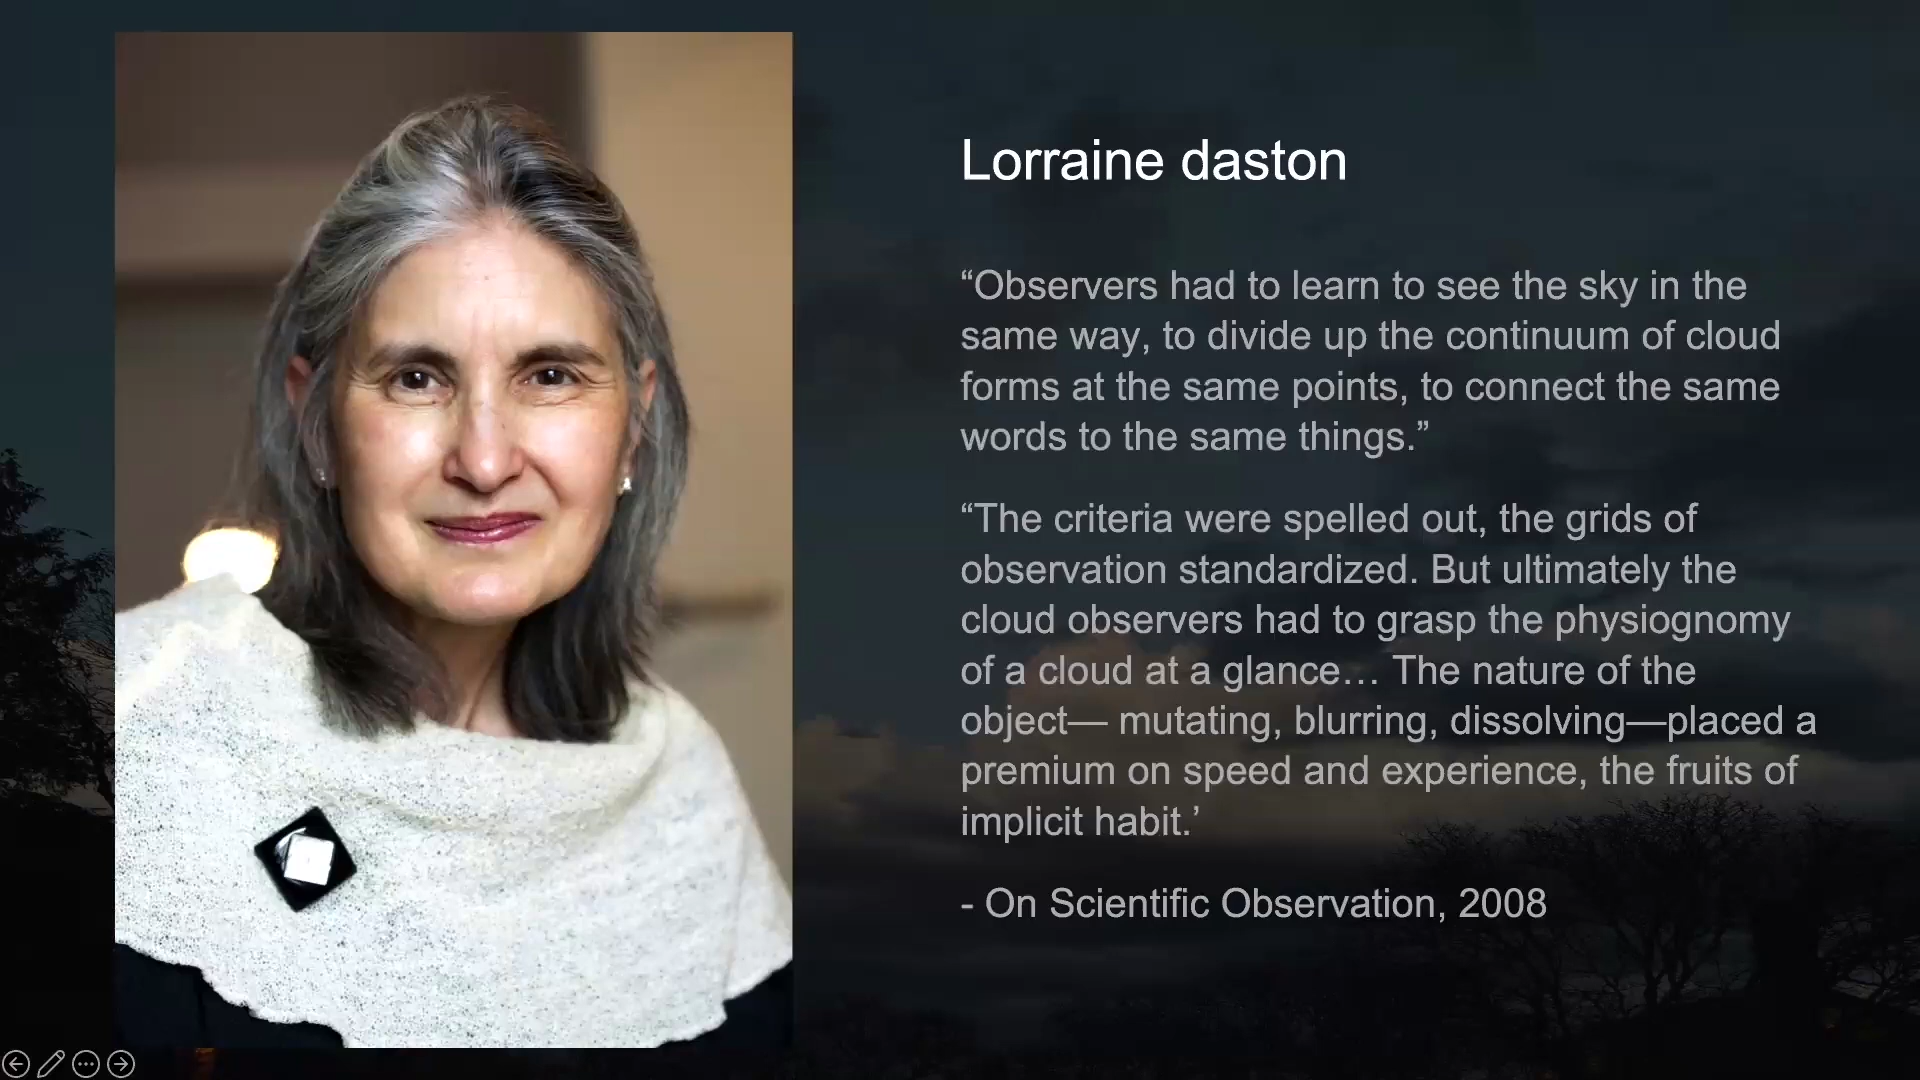 Lorraine daston
“Observers had to learn to see the sky in the
same way, to divide up the continuum of cloud
forms at the same points, to connect the same
words to the same things.”
“The criteria were spelled out, the grids of
observation standardized. But ultimately the
cloud observers had to grasp the physiognomy
of a cloud at a glance… The nature of the
object— mutating, blurring, dissolving—placed a
premium on speed and experience, the fruits of
implicit habit.’
- On Scientific Observation, 2008